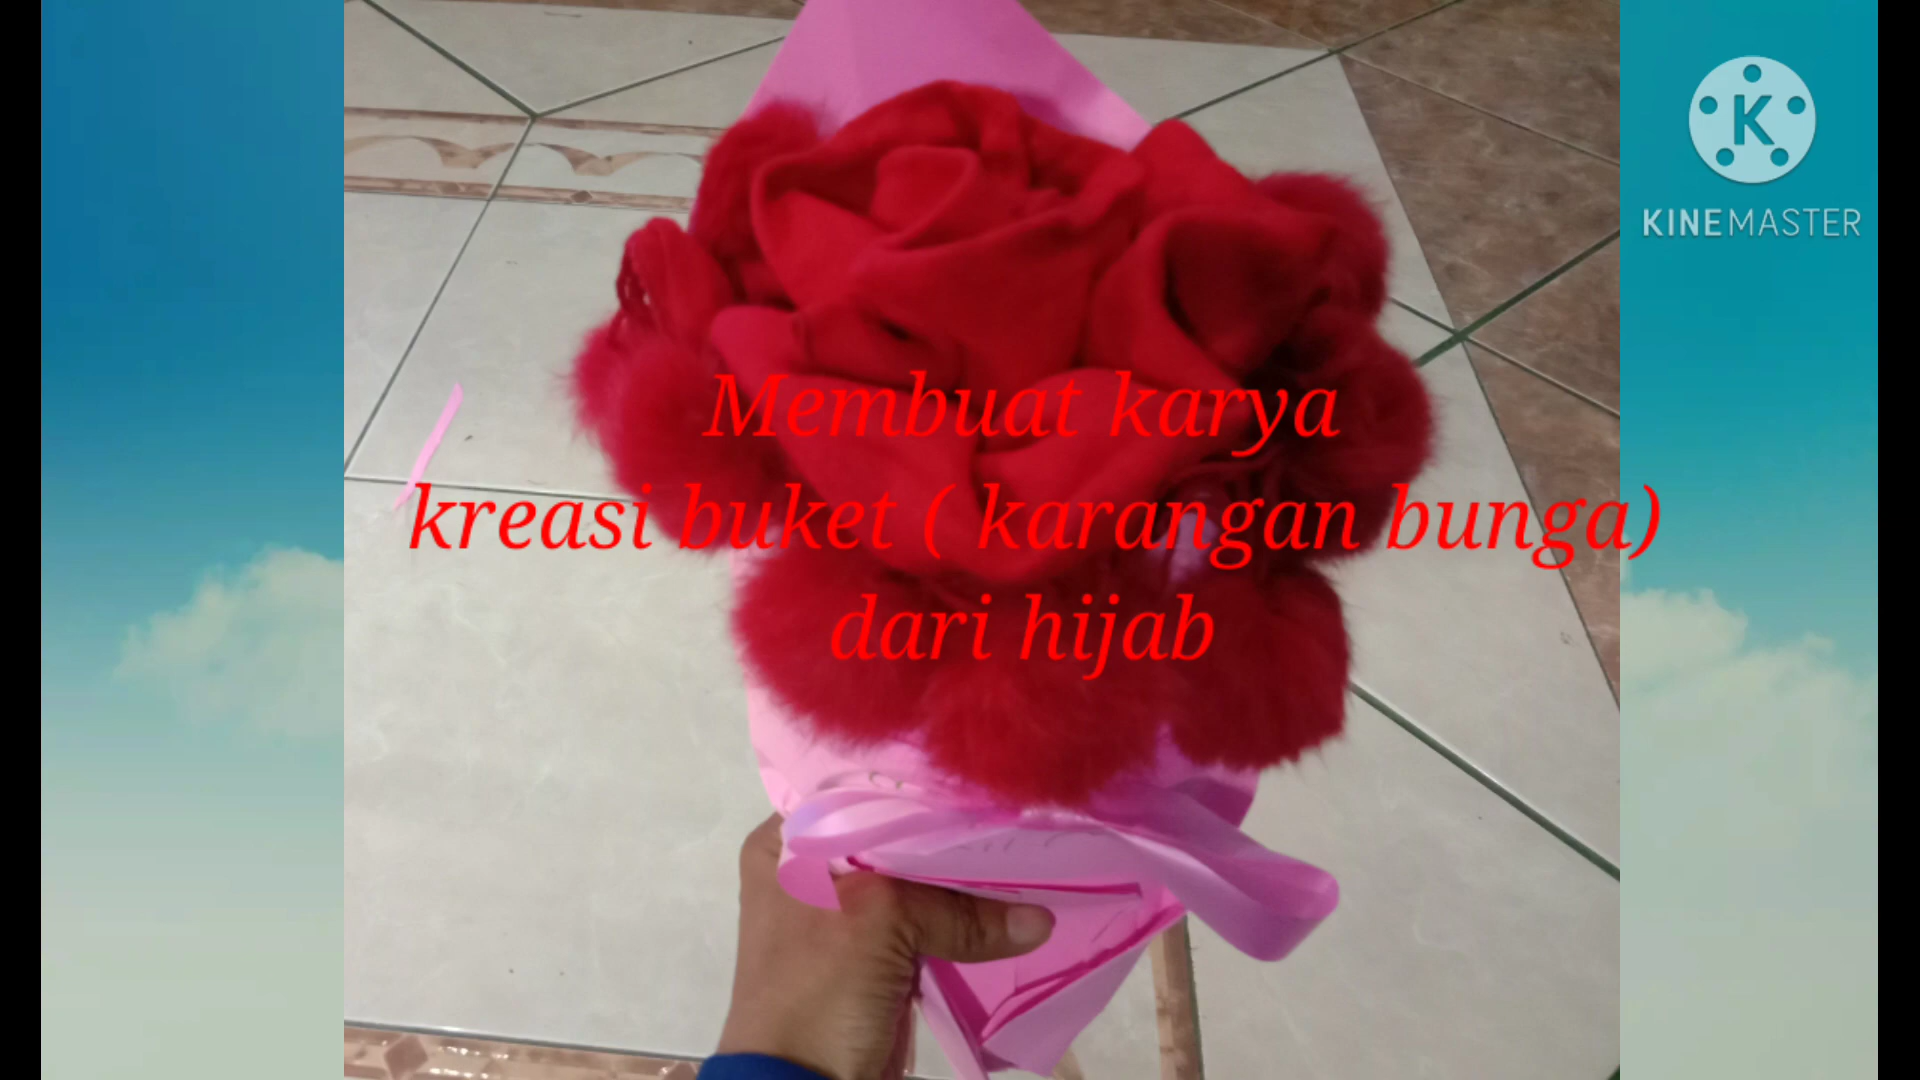 K
KINEMASTER
Membuat karya
kreasi buket ( karangan bunga)
dari hijab